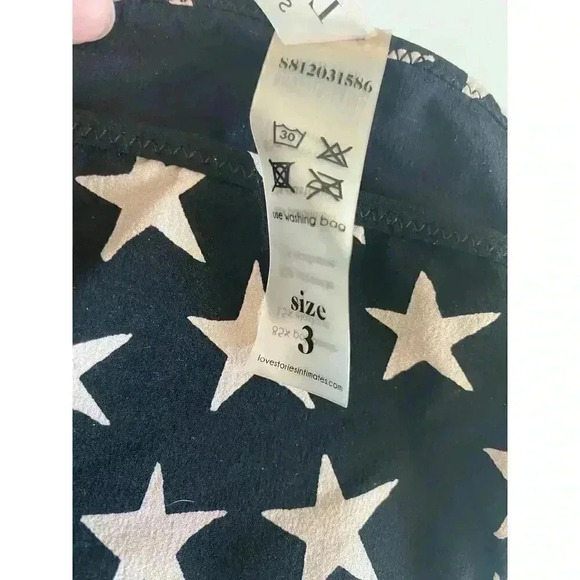 S812031586
30
use washing bag
size
3
lovestoriesintimates.com